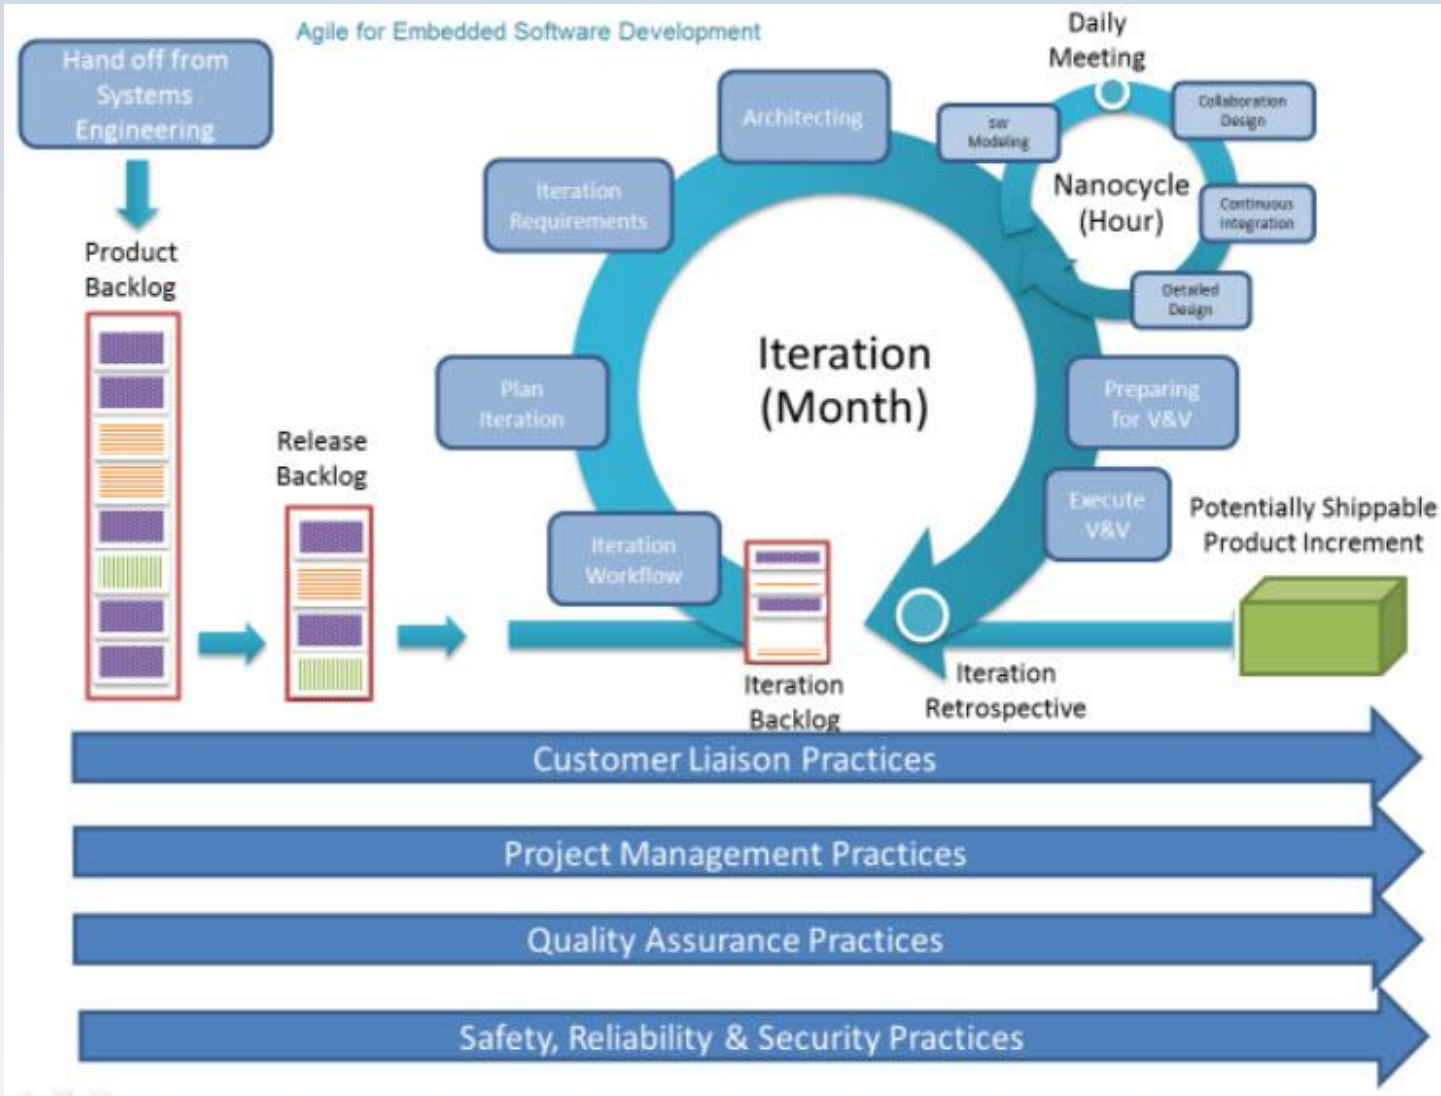 Agile for Embedded Software Development
Hand off from
Systems
Engineering
Product
Backlog
Release
Backlog
Iteration
Workflow
Plan
Iteration
Iteration
Requirements
Architecting
Iteration
(Month)
Daily
Meeting
SW
Modeling
Collaboration
Design
Nanocycle
(Hour)
Continuous
Integration
Detailed
Design
Preparing
for V&V
Execute
V&V
Potentially Shippable
Product Increment
Iteration
Backlog
Iteration
Retrospective
Customer Liaison Practices
Project Management Practices
Quality Assurance Practices
Safety, Reliability & Security Practices